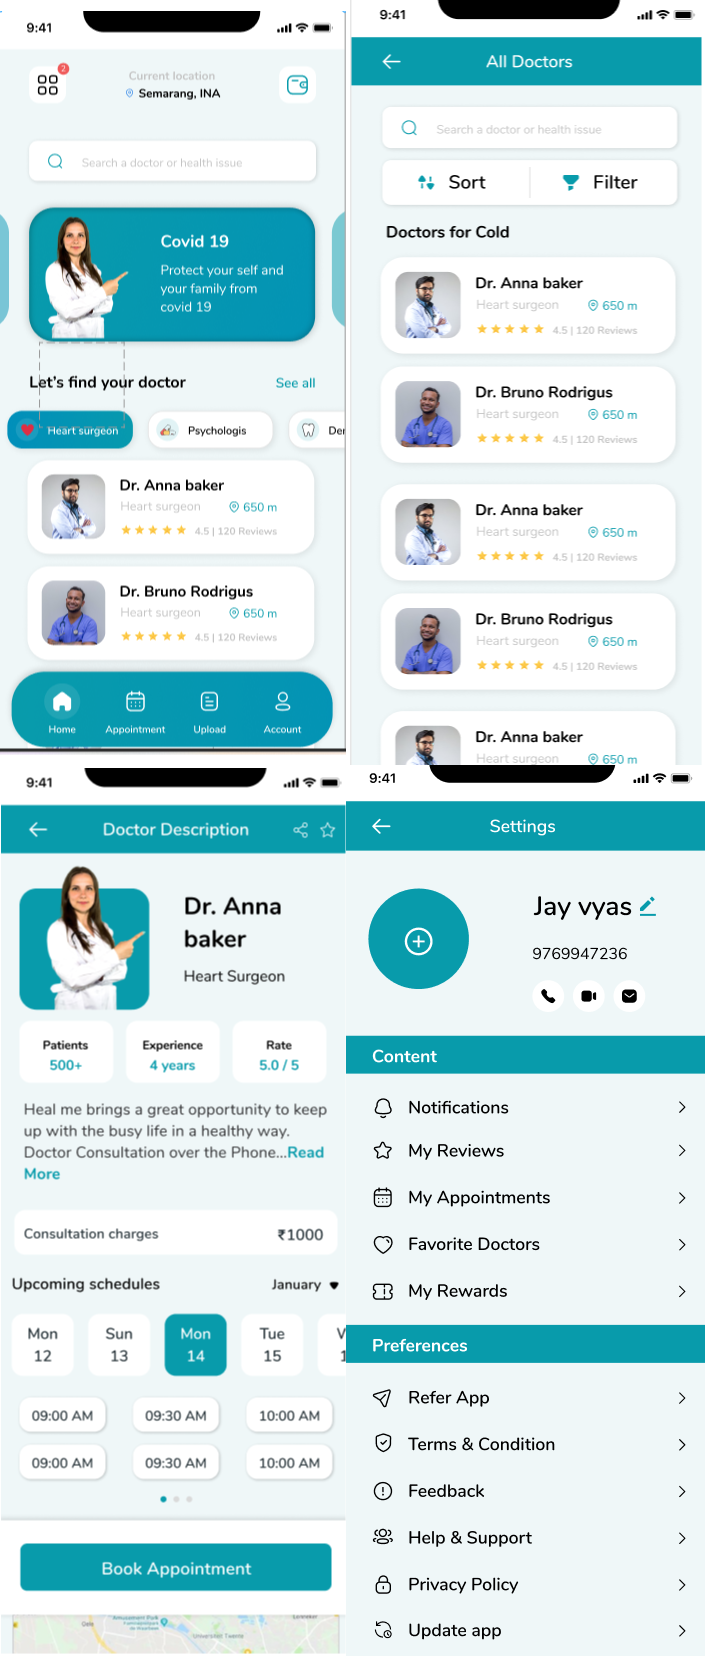 9:41
2
Current location
Semarang, INA
Search a doctor or health issue
Covid 19
Protect your self and
your family from
covid 19
Let's find your doctor
See all
Heart surgeon
Psychologis
Der
Dr. Anna baker
Heart surgeon
650 m
4.5 | 120 Reviews
Dr. Bruno Rodrigus
Heart surgeon
650 m
4.5 | 120 Reviews
Home
Appointment
Upload
Account
9:41
All Doctors
Search a doctor or health issue
Sort
Filter
Doctors for Cold
Dr. Anna baker
Heart surgeon
650 m
4.5 | 120 Reviews
Dr. Bruno Rodrigus
Heart surgeon
650 m
4.5 | 120 Reviews
Dr. Anna baker
Heart surgeon
650 m
4.5 | 120 Reviews
Dr. Bruno Rodrigus
Heart surgeon
650 m
4.5 | 120 Reviews
Dr. Anna baker
Heart surgeon
650 m
9:41
Doctor Description
Dr. Anna
baker
Heart Surgeon
Patients
500+
Experience
4 years
Rate
5.0 / 5
Heal me brings a great opportunity to keep
up with the busy life in a healthy way.
Doctor Consultation over the Phone...Read
More
Consultation charges
₹1000
Upcoming schedules
January
Mon
12
Sun
13
Mon
14
Tue
15
09:00 AM
09:30 AM
10:00 AM
09:00 AM
09:30 AM
10:00 AM
Book Appointment
9:41
Settings
Jay vyas
9769947236
Content
Notifications
My Reviews
My Appointments
Favorite Doctors
My Rewards
Preferences
Refer App
Terms & Condition
Feedback
Help & Support
Privacy Policy
Update app